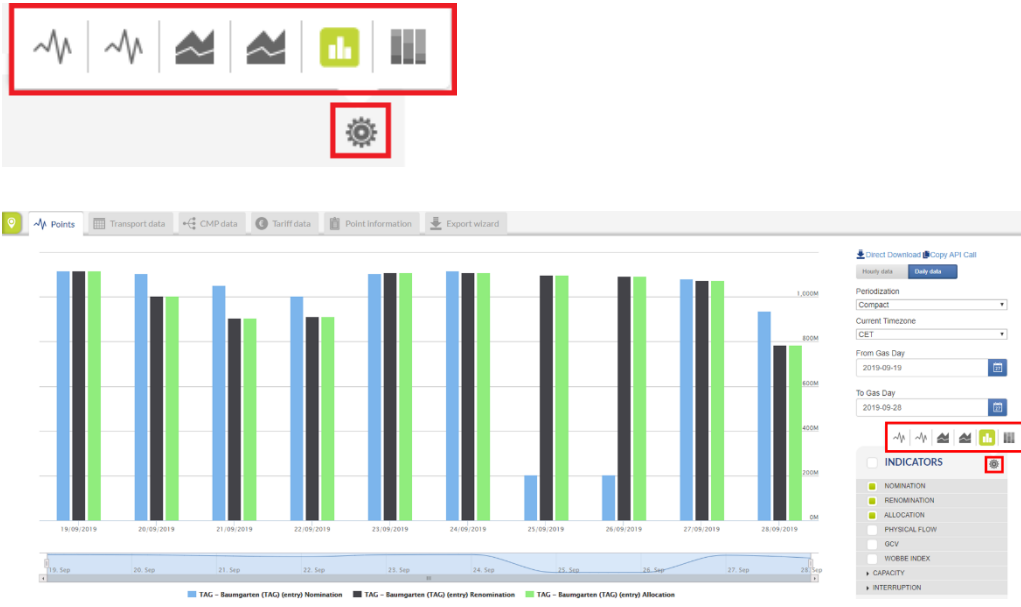 Points Transport data CMP data Tariff data Point information Export wizard
Direct Download Copy API Call
Hourly data Daily data
Periodization
Compact
Current Timezone
CET
From Gas Day
2019-09-19
To Gas Day
2019-09-28
INDICATORS
NOMINATION
RENOMINATION
ALLOCATION
PHYSICAL FLOW
GCV
WOBBE INDEX
CAPACITY
INTERRUPTION
1,000M
800M
600M
400M
200M
0M
19/09/2019 20/09/2019 21/09/2019 22/09/2019 23/09/2019 24/09/2019 25/09/2019 26/09/2019 27/09/2019 28/09/2019
19. Sep 20. Sep 21. Sep 22. Sep 23. Sep 24. Sep 25. Sep 26. Sep 27. Sep 28. Sep
TAG - Baumgarten (TAG) (entry) Nomination TAG - Baumgarten (TAG) (entry) Renomination TAG - Baumgarten (TAG) (entry) Allocation